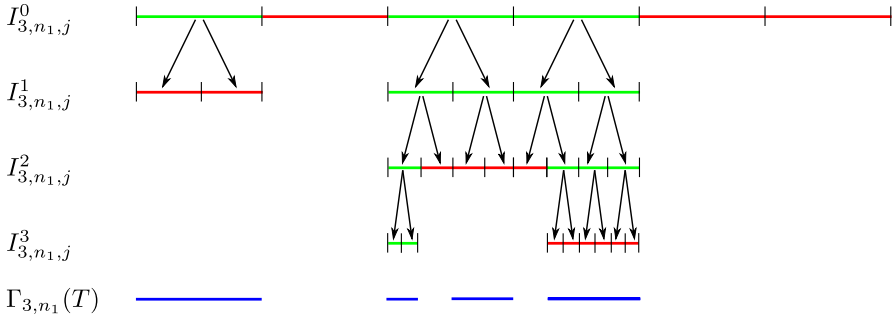 $I^0_{3,n_1,j}$
$I^1_{3,n_1,j}$
$I^2_{3,n_1,j}$
$I^3_{3,n_1,j}$
$\Gamma_{3,n_1}(T)$